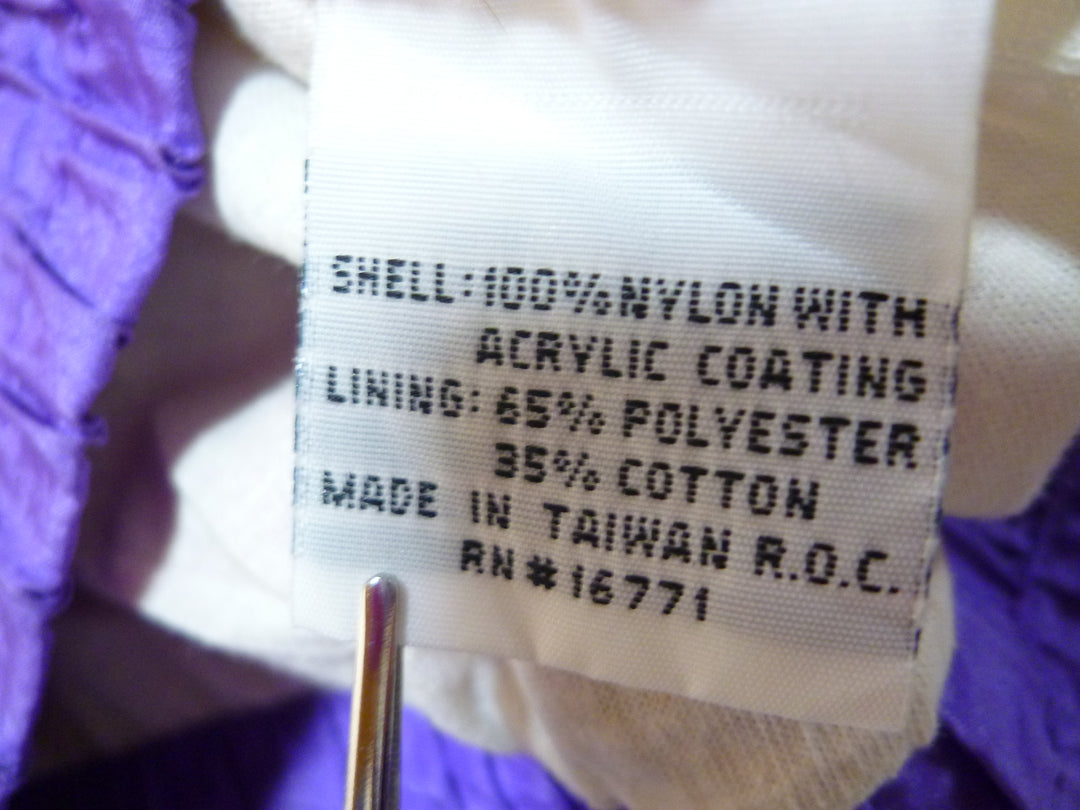 SHELL: 100% NYLON WITH
ACRYLIC COATING
LINING: 65% POLYESTER
35% COTTON
MADE IN TAIWAN R.O.C.
RN #16771